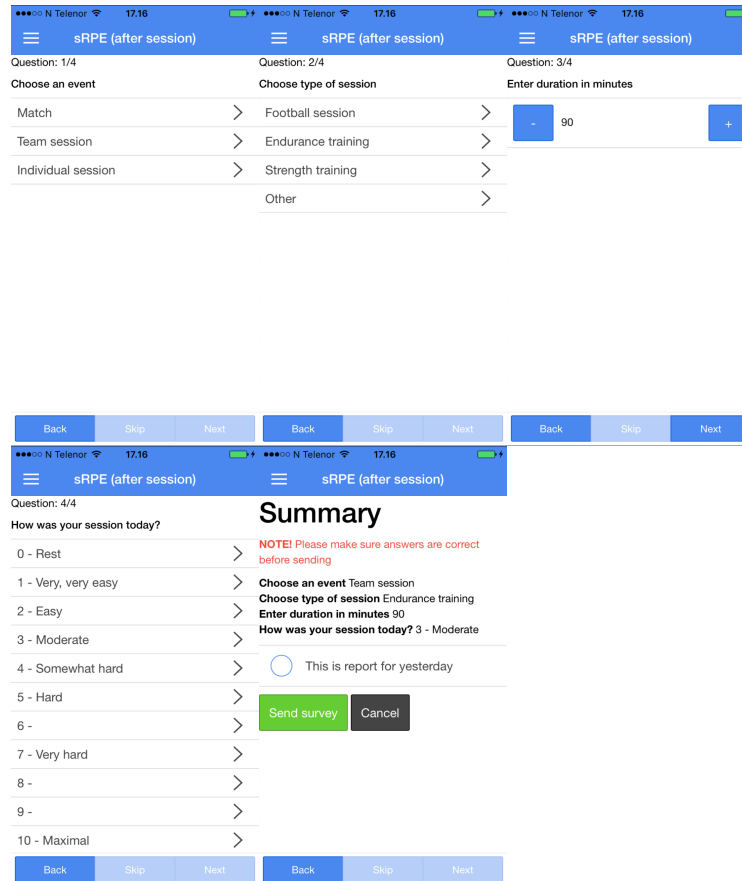 ●●●○○ N Telenor 17.16
sRPE (after session)
Question: 1/4
Choose an event
Match
Team session
Individual session
Back Skip Next
●●●○○ N Telenor 17.16
sRPE (after session)
Question: 2/4
Choose type of session
Football session
Endurance training
Strength training
Other
Back Skip Next
●●●○○ N Telenor 17.16
sRPE (after session)
Question: 3/4
Enter duration in minutes
- 90 +
Back Skip Next
●●●○○ N Telenor 17.16
sRPE (after session)
Question: 4/4
How was your session today?
0 - Rest
1 - Very, very easy
2 - Easy
3 - Moderate
4 - Somewhat hard
5 - Hard
6 -
7 - Very hard
8 -
9 -
10 - Maximal
Back Skip Next
●●●○○ N Telenor 17.16
sRPE (after session)
Summary
NOTE! Please make sure answers are correct
before sending
Choose an event Team session
Choose type of session Endurance training
Enter duration in minutes 90
How was your session today? 3 - Moderate
This is report for yesterday
Send survey Cancel
Back Skip Next